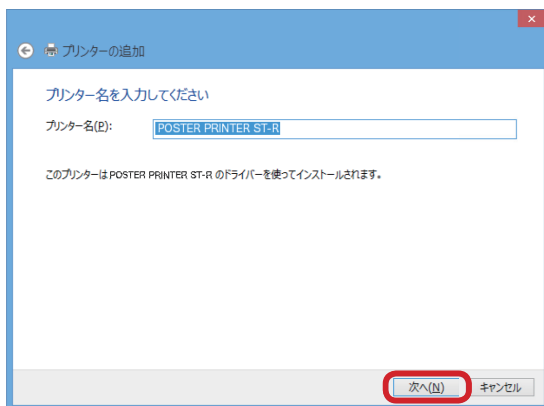 プリンターの追加
プリンター名を入力してください
プリンター名(P): POSTER PRINTER ST-R
このプリンターは POSTER PRINTER ST-R のドライバーを使ってインストールされます。
次へ(N) キャンセル